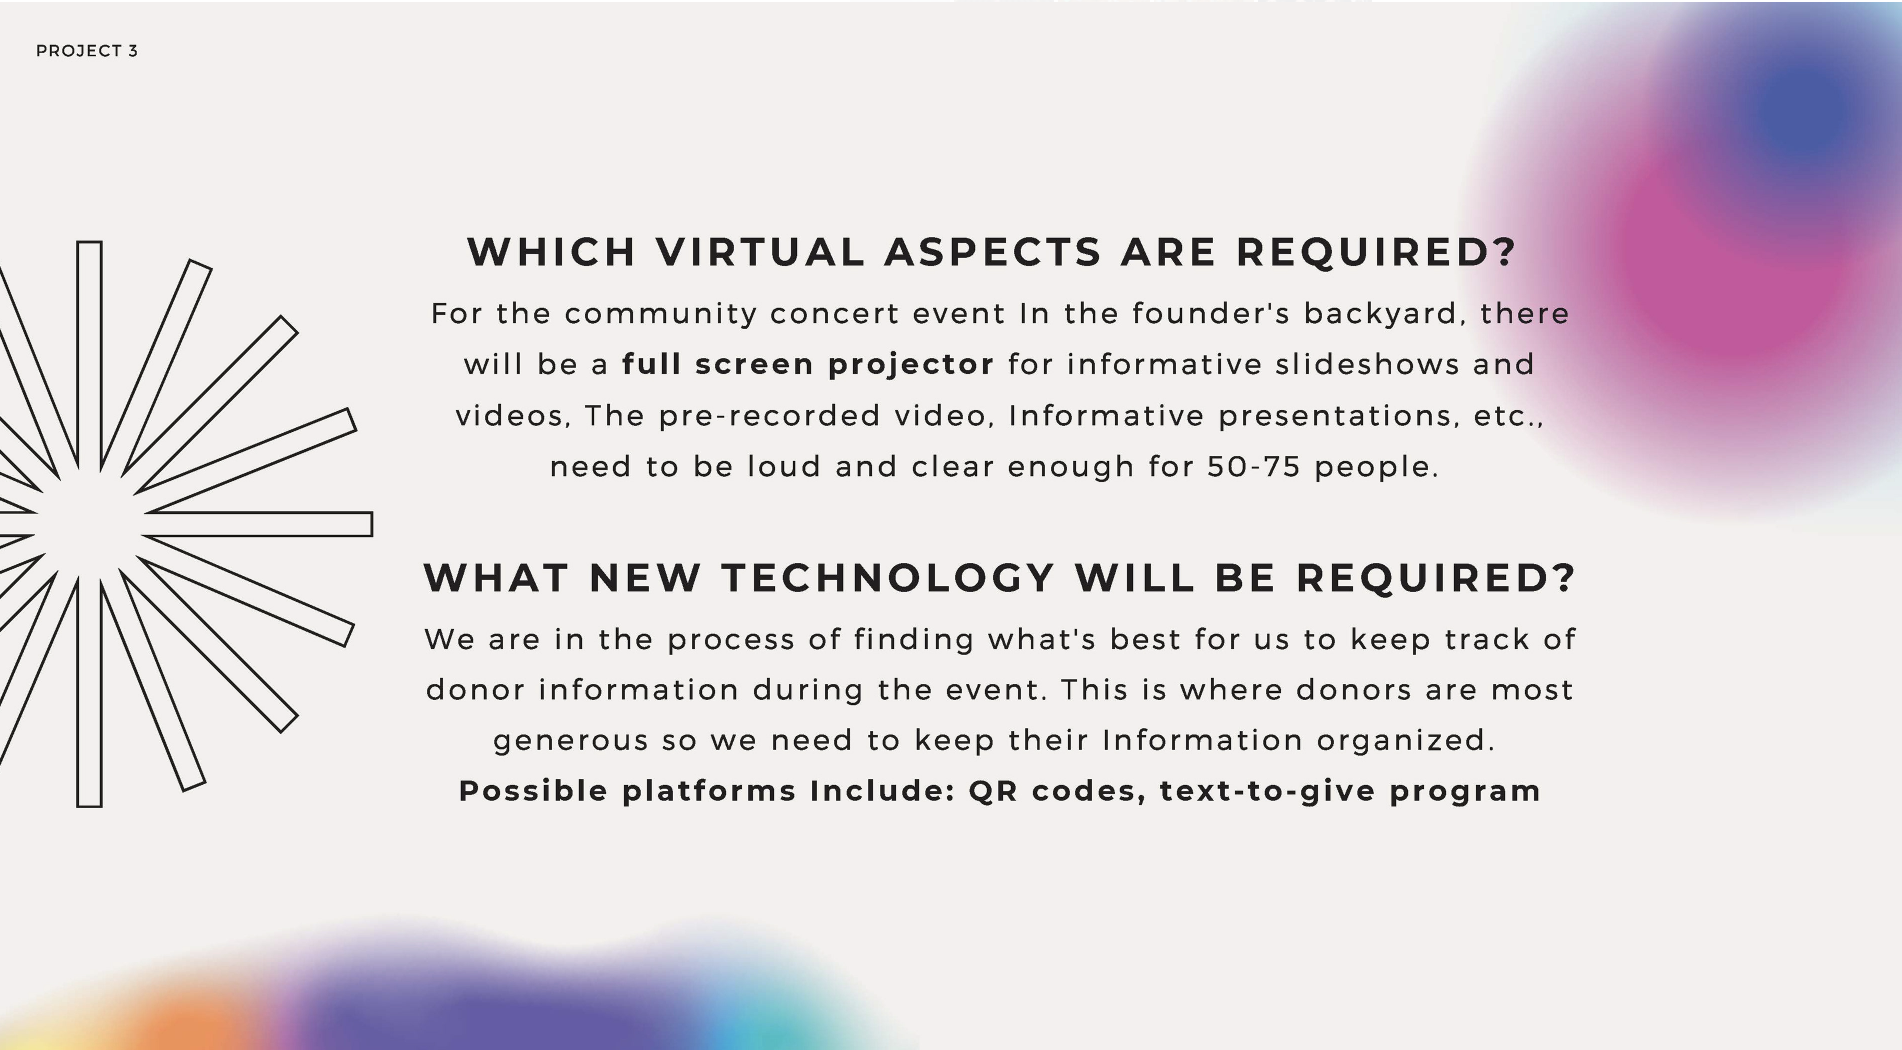 PROJECT 3
WHICH VIRTUAL ASPECTS ARE REQUIRED?
For the community concert event In the founder's backyard, there
will be a full screen projector for informative slideshows and
videos, The pre-recorded video, Informative presentations, etc.,
need to be loud and clear enough for 50-75 people.
WHAT NEW TECHNOLOGY WILL BE REQUIRED?
We are in the process of finding what's best for us to keep track of
donor information during the event. This is where donors are most
generous so we need to keep their Information organized.
Possible platforms Include: QR codes, text-to-give program